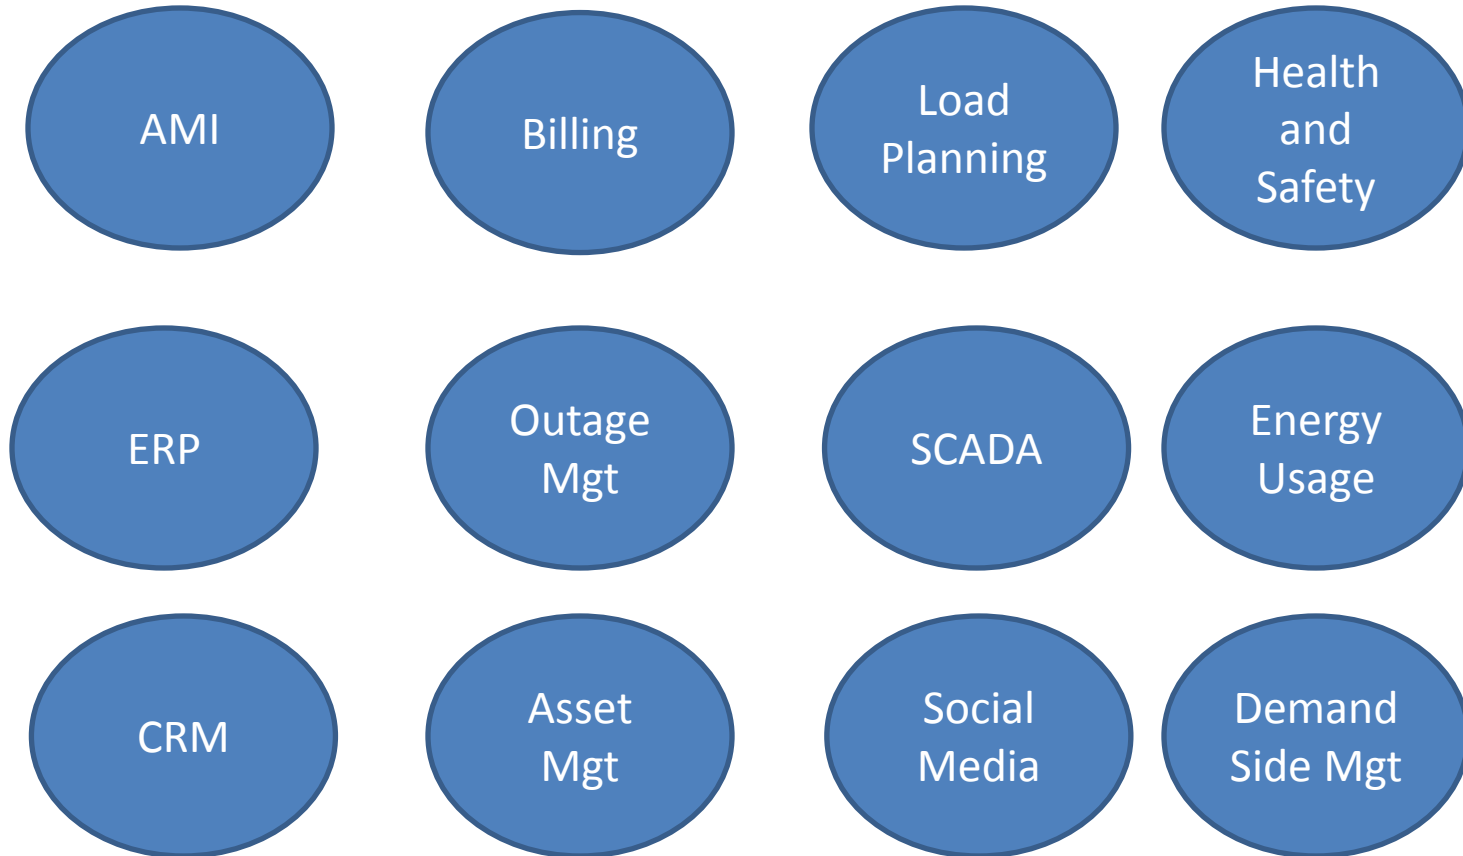 AMI
Billing
Load
Planning
Health
and
Safety
ERP
Outage
Mgt
SCADA
Energy
Usage
CRM
Asset
Mgt
Social
Media
Demand
Side Mgt